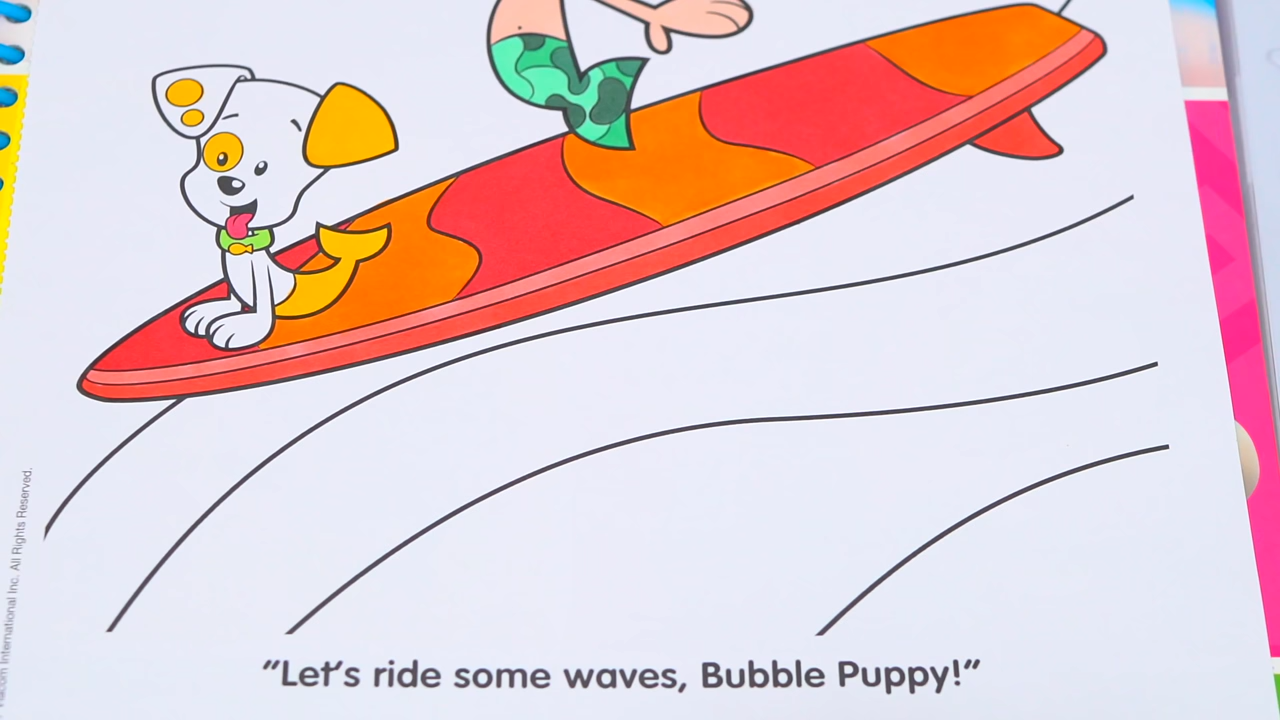 "Let's ride some waves, Bubble Puppy!"
Viacom International Inc. All Rights Reserved.